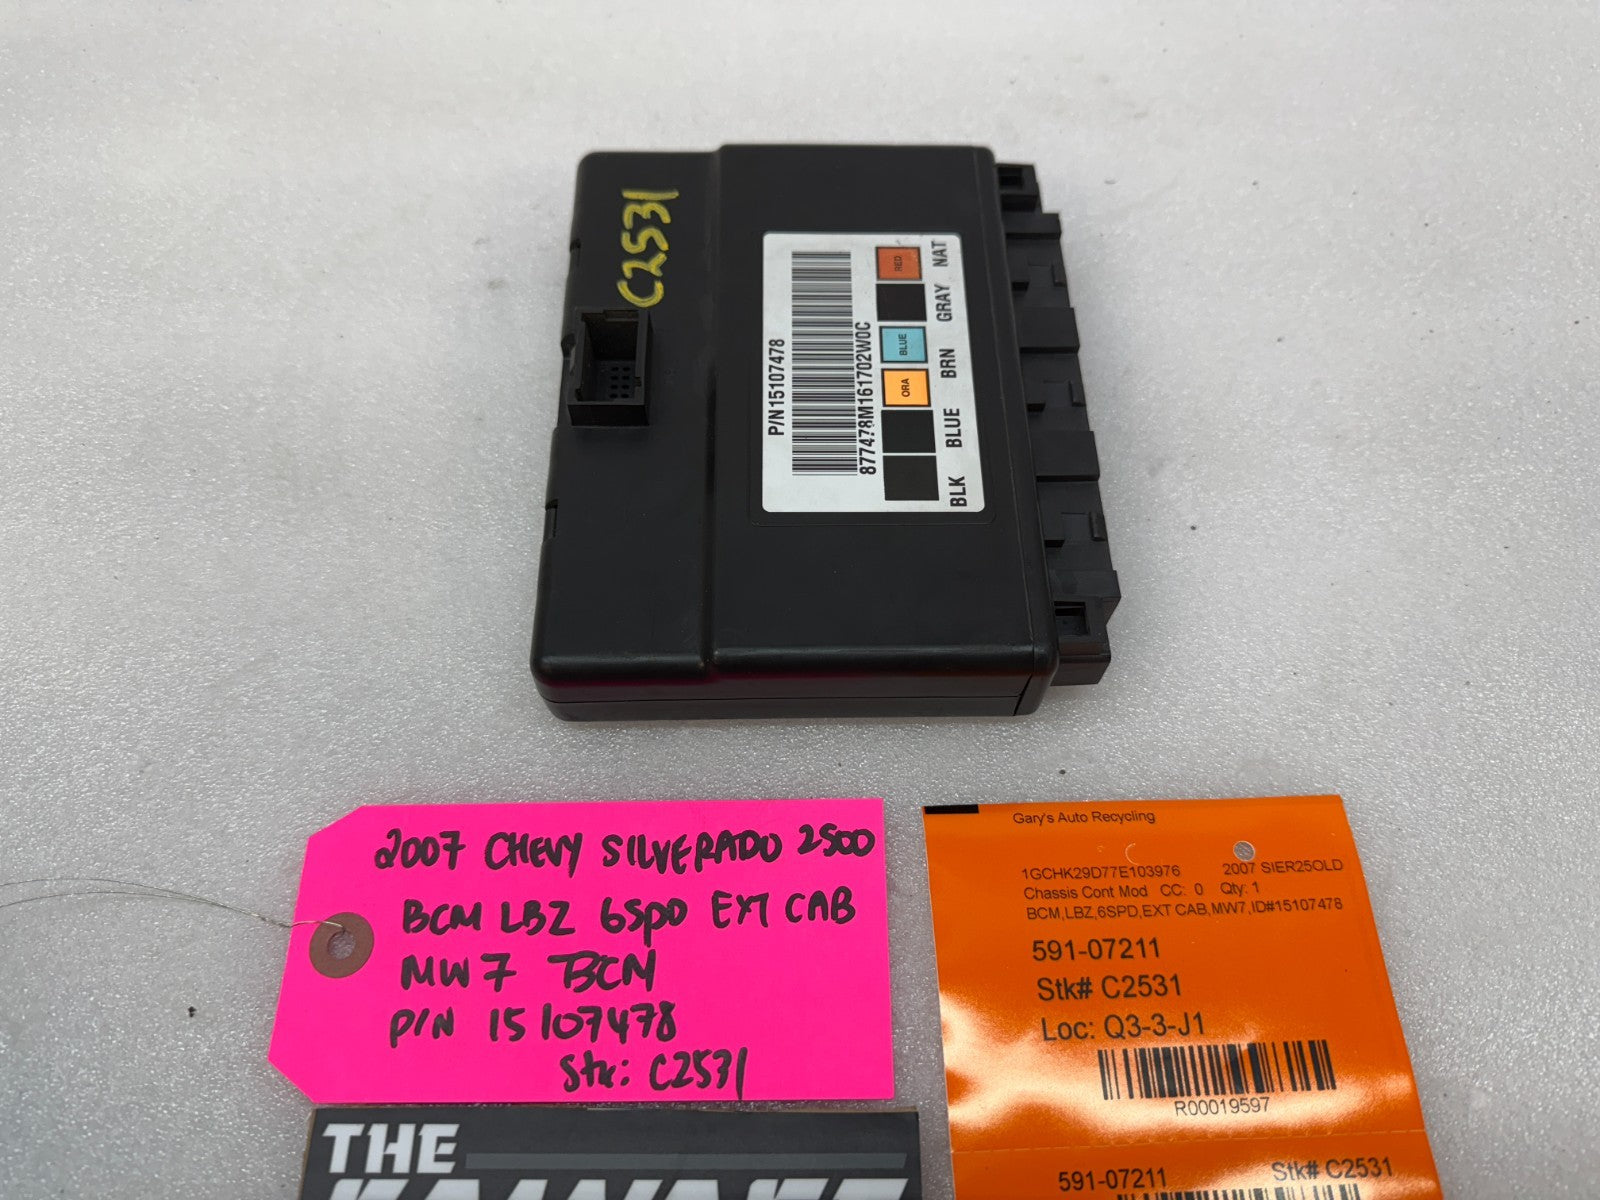 C2531
P/N15107478
877478M161702W0C
RED
BLUE
ORA
NAT
GRAY
BRN
BLUE
BLK
2007 CHEVY SILVERADO 2500
BCM LBZ 6SPD EXT CAB
MW7 BCM
P/N 15107478
Stk: C2531
THE
Gary's Auto Recycling
1GCHK29D77E103976 2007 SIER25OLD
Chassis Cont Mod CC: 0 Qty: 1
BCM,LBZ,6SPD,EXT CAB,MW7,ID#15107478
591-07211
Stk# C2531
Loc: Q3-3-J1
R00019597
591-07211 Stk# C2531